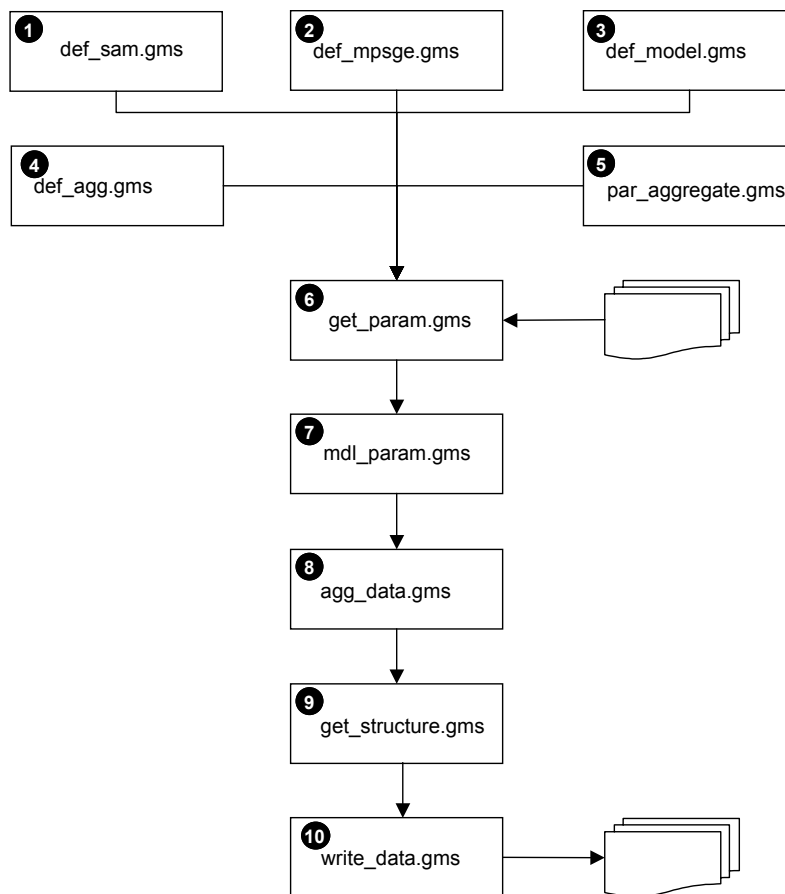 1
def_sam.gms
2
def_mpsge.gms
3
def_model.gms
4
def_agg.gms
5
par_aggregate.gms
6
get_param.gms
7
mdl_param.gms
8
agg_data.gms
9
get_structure.gms
10
write_data.gms